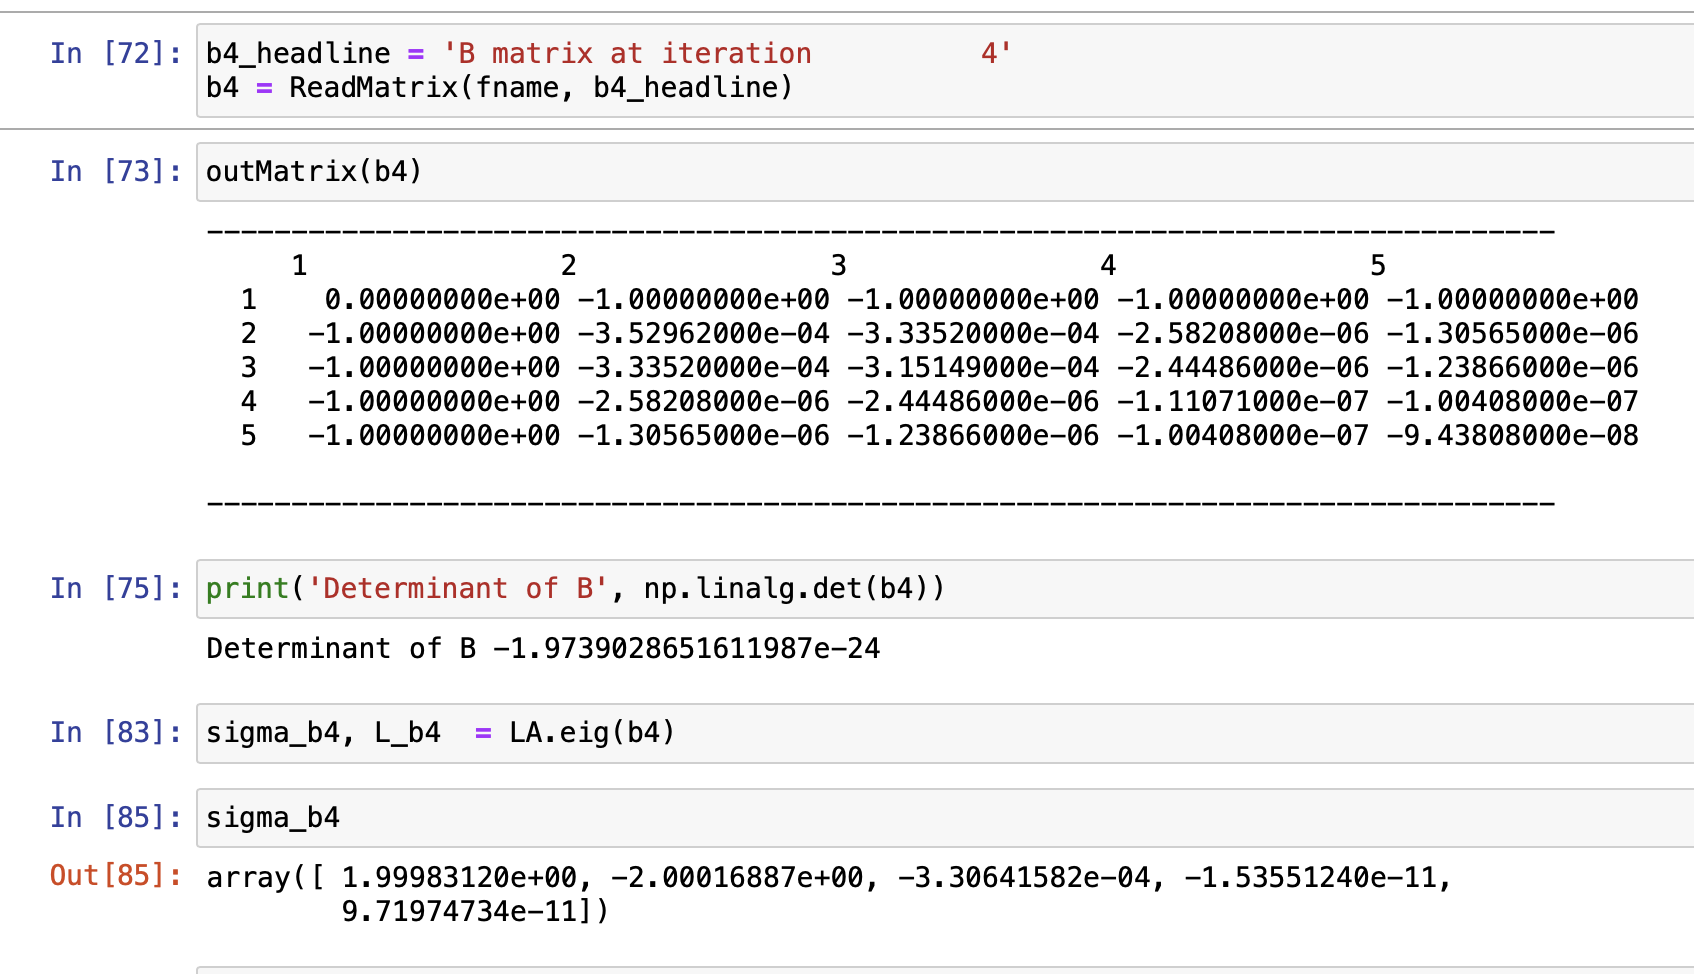 In [72]: b4_headline = 'B matrix at iteration          4'
b4 = ReadMatrix(fname, b4_headline)
In [73]: outMatrix(b4)
--------------------------------------------------------------------------------
1 2 3 4 5
1 0.00000000e+00 -1.00000000e+00 -1.00000000e+00 -1.00000000e+00 -1.00000000e+00
2 -1.00000000e+00 -3.52962000e-04 -3.33520000e-04 -2.58208000e-06 -1.30565000e-06
3 -1.00000000e+00 -3.33520000e-04 -3.15149000e-04 -2.44486000e-06 -1.23866000e-06
4 -1.00000000e+00 -2.58208000e-06 -2.44486000e-06 -1.11071000e-07 -1.00408000e-07
5 -1.00000000e+00 -1.30565000e-06 -1.23866000e-06 -1.00408000e-07 -9.43808000e-08
--------------------------------------------------------------------------------
In [75]: print('Determinant of B', np.linalg.det(b4))
Determinant of B -1.9739028651611987e-24
In [83]: sigma_b4, L_b4  = LA.eig(b4)
In [85]: sigma_b4
Out[85]: array([ 1.99983120e+00, -2.00016887e+00, -3.30641582e-04, -1.53551240e-11,
9.71974734e-11])